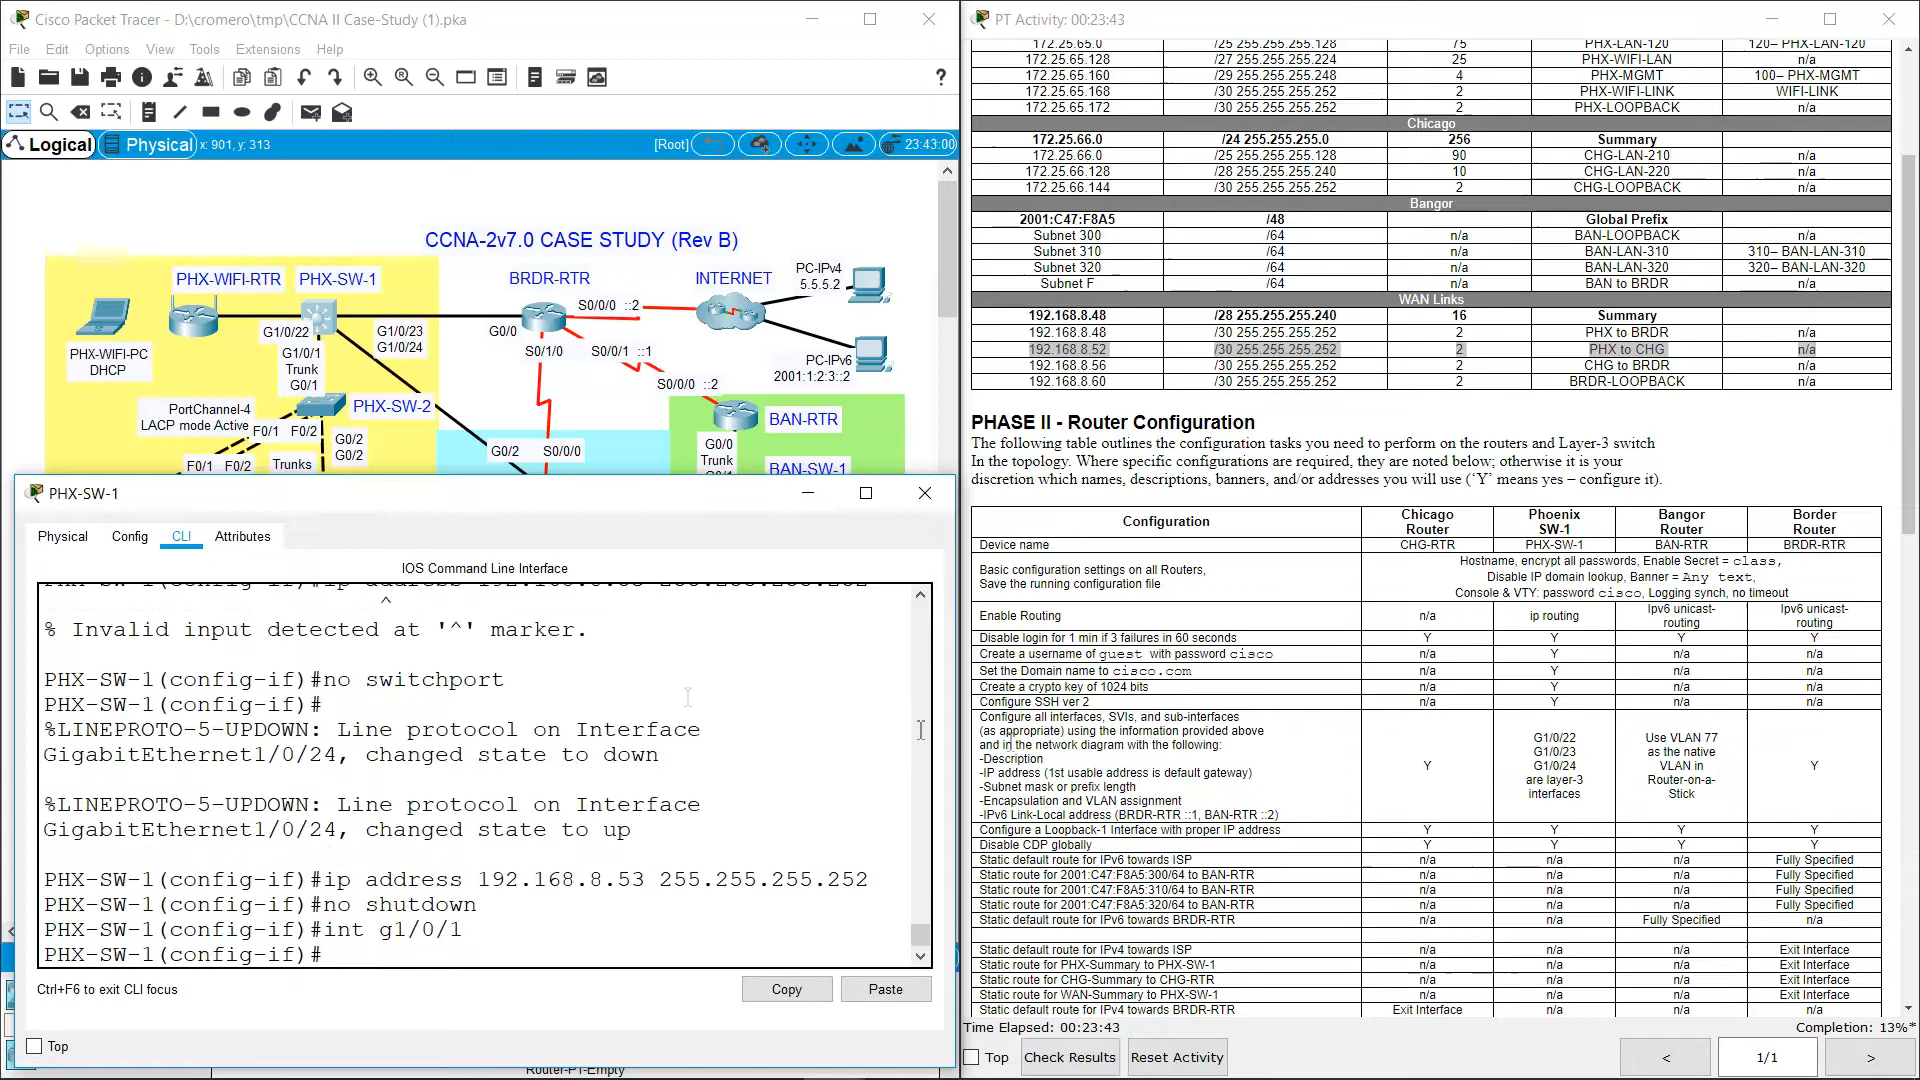 Cisco Packet Tracer - D:\cromero\tmp\CCNA II Case-Study (1).pka
File Edit Options View Tools Extensions Help
?
Logical Physical x: 901, y: 313 [Root] 23:43:00
CCNA-2v7.0 CASE STUDY (Rev B)
PHX-WIFI-RTR PHX-SW-1 BRDR-RTR INTERNET
PC-IPv4
5.5.5.2
S0/0/0 ::2
G1/0/22
G1/0/23
G1/0/24
G0/0
S0/1/0
S0/0/1 ::1
PHX-WIFI-PC
DHCP
G1/0/1
Trunk
G0/1
PC-IPv6
2001:1:2:3::2
S0/0/0 ::2
PHX-SW-2
PortChannel-4
LACP mode Active
F0/1 F0/2
BAN-RTR
G0/2
G0/2
G0/2 S0/0/0
G0/0
Trunk
F0/1 F0/2 Trunks
BAN-SW-1
PHX-SW-1
Physical Config CLI Attributes
IOS Command Line Interface
^
% Invalid input detected at '^' marker.
PHX-SW-1(config-if)#no switchport
PHX-SW-1(config-if)#
%LINEPROTO-5-UPDOWN: Line protocol on Interface
GigabitEthernet1/0/24, changed state to down
%LINEPROTO-5-UPDOWN: Line protocol on Interface
GigabitEthernet1/0/24, changed state to up
PHX-SW-1(config-if)#ip address 192.168.8.53 255.255.255.252
PHX-SW-1(config-if)#no shutdown
PHX-SW-1(config-if)#int g1/0/1
PHX-SW-1(config-if)#
Ctrl+F6 to exit CLI focus Copy Paste
Top
Router-PT-Empty
PT Activity: 00:23:43
172.25.65.0 /25 255.255.255.128 75 PHX-LAN-120 120– PHX-LAN-120
172.25.65.128 /27 255.255.255.224 25 PHX-WIFI-LAN n/a
172.25.65.160 /29 255.255.255.248 4 PHX-MGMT 100– PHX-MGMT
172.25.65.168 /30 255.255.255.252 2 PHX-WIFI-LINK WIFI-LINK
172.25.65.172 /30 255.255.255.252 2 PHX-LOOPBACK n/a
Chicago
172.25.66.0 /24 255.255.255.0 256 Summary
172.25.66.0 /25 255.255.255.128 90 CHG-LAN-210 n/a
172.25.66.128 /28 255.255.255.240 10 CHG-LAN-220 n/a
172.25.66.144 /30 255.255.255.252 2 CHG-LOOPBACK n/a
Bangor
2001:C47:F8A5 /48 Global Prefix
Subnet 300 /64 n/a BAN-LOOPBACK n/a
Subnet 310 /64 n/a BAN-LAN-310 310– BAN-LAN-310
Subnet 320 /64 n/a BAN-LAN-320 320– BAN-LAN-320
Subnet F /64 n/a BAN to BRDR n/a
WAN Links
192.168.8.48 /28 255.255.255.240 16 Summary
192.168.8.48 /30 255.255.255.252 2 PHX to BRDR n/a
192.168.8.52 /30 255.255.255.252 2 PHX to CHG n/a
192.168.8.56 /30 255.255.255.252 2 CHG to BRDR n/a
192.168.8.60 /30 255.255.255.252 2 BRDR-LOOPBACK n/a
PHASE II - Router Configuration
The following table outlines the configuration tasks you need to perform on the routers and Layer-3 switch
In the topology. Where specific configurations are required, they are noted below; otherwise it is your
discretion which names, descriptions, banners, and/or addresses you will use (‘Y’ means yes – configure it).
Configuration Chicago Router Phoenix SW-1 Bangor Router Border Router
Device name CHG-RTR PHX-SW-1 BAN-RTR BRDR-RTR
Basic configuration settings on all Routers,
Save the running configuration file
Hostname, encrypt all passwords, Enable Secret = class,
Disable IP domain lookup, Banner = Any text,
Console & VTY: password cisco, Logging synch, no timeout
Enable Routing n/a ip routing Ipv6 unicast-routing Ipv6 unicast-routing
Disable login for 1 min if 3 failures in 60 seconds Y Y Y Y
Create a username of guest with password cisco n/a Y n/a n/a
Set the Domain name to cisco.com n/a Y n/a n/a
Create a crypto key of 1024 bits n/a Y n/a n/a
Configure SSH ver 2 n/a Y n/a n/a
Configure all interfaces, SVIs, and sub-interfaces
(as appropriate) using the information provided above
and in the network diagram with the following:
-Description
-IP address (1st usable address is default gateway)
-Subnet mask or prefix length
-Encapsulation and VLAN assignment
-IPv6 Link-Local address (BRDR-RTR ::1, BAN-RTR ::2)
Y
G1/0/22
G1/0/23
G1/0/24
are layer-3
interfaces
Use VLAN 77
as the native
VLAN in
Router-on-a-
Stick
Y
Configure a Loopback-1 Interface with proper IP address Y Y Y Y
Disable CDP globally Y Y Y Y
Static default route for IPv6 towards ISP n/a n/a n/a Fully Specified
Static route for 2001:C47:F8A5:300/64 to BAN-RTR n/a n/a n/a Fully Specified
Static route for 2001:C47:F8A5:310/64 to BAN-RTR n/a n/a n/a Fully Specified
Static route for 2001:C47:F8A5:320/64 to BAN-RTR n/a n/a n/a Fully Specified
Static default route for IPv6 towards BRDR-RTR n/a n/a Fully Specified n/a
Static default route for IPv4 towards ISP n/a n/a n/a Exit Interface
Static route for PHX-Summary to PHX-SW-1 n/a n/a n/a Exit Interface
Static route for CHG-Summary to CHG-RTR n/a n/a n/a Exit Interface
Static route for WAN-Summary to PHX-SW-1 n/a n/a n/a Exit Interface
Static default route for IPv4 towards BRDR-RTR Exit Interface n/a n/a n/a
Time Elapsed: 00:23:43 Completion: 13%*
Top Check Results Reset Activity < 1/1 >